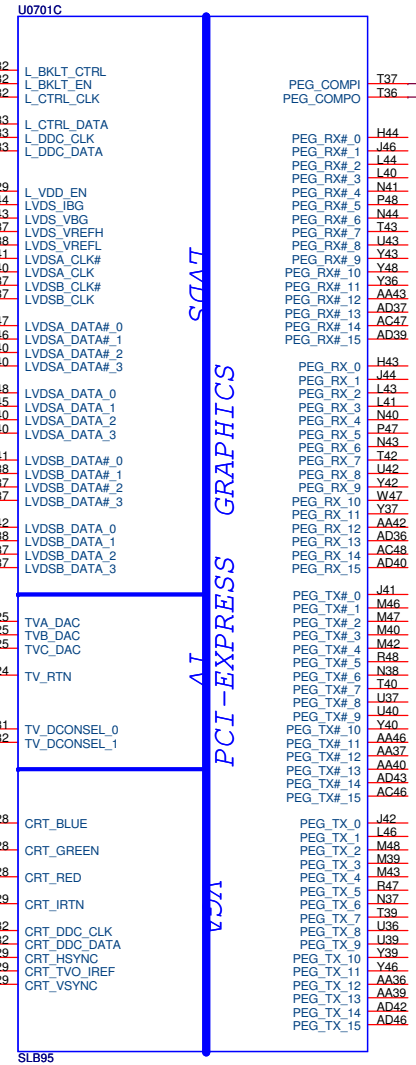 U0701C
L_BKLT_CTRL
L_BKLT_EN
L_CTRL_CLK
L_CTRL_DATA
L_DDC_CLK
L_DDC_DATA
L_VDD_EN
LVDS_IBG
LVDS_VBG
LVDS_VREFH
LVDS_VREFL
LVDSA_CLK#
LVDSA_CLK
LVDSB_CLK#
LVDSB_CLK
LVDSA_DATA#_0
LVDSA_DATA#_1
LVDSA_DATA#_2
LVDSA_DATA#_3
LVDSA_DATA_0
LVDSA_DATA_1
LVDSA_DATA_2
LVDSA_DATA_3
LVDSB_DATA#_0
LVDSB_DATA#_1
LVDSB_DATA#_2
LVDSB_DATA#_3
LVDSB_DATA_0
LVDSB_DATA_1
LVDSB_DATA_2
LVDSB_DATA_3
TVA_DAC
TVB_DAC
TVC_DAC
TV_RTN
TV_DCONSEL_0
TV_DCONSEL_1
CRT_BLUE
CRT_GREEN
CRT_RED
CRT_IRTN
CRT_DDC_CLK
CRT_DDC_DATA
CRT_HSYNC
CRT_TVO_IREF
CRT_VSYNC
LVDS
TV
VGA
PCI-EXPRESS GRAPHICS
PEG_COMPI T37
PEG_COMPO T36
PEG_RX#_0 H44
PEG_RX#_1 J46
PEG_RX#_2 L44
PEG_RX#_3 L40
PEG_RX#_4 N41
PEG_RX#_5 P48
PEG_RX#_6 N44
PEG_RX#_7 T43
PEG_RX#_8 U43
PEG_RX#_9 Y43
PEG_RX#_10 Y48
PEG_RX#_11 Y36
PEG_RX#_12 AA43
PEG_RX#_13 AD37
PEG_RX#_14 AC47
PEG_RX#_15 AD39
PEG_RX_0 H43
PEG_RX_1 J44
PEG_RX_2 L43
PEG_RX_3 L41
PEG_RX_4 N40
PEG_RX_5 P47
PEG_RX_6 N43
PEG_RX_7 T42
PEG_RX_8 U42
PEG_RX_9 Y42
PEG_RX_10 W47
PEG_RX_11 Y37
PEG_RX_12 AA42
PEG_RX_13 AD36
PEG_RX_14 AC48
PEG_RX_15 AD40
PEG_TX#_0 J41
PEG_TX#_1 M46
PEG_TX#_2 M47
PEG_TX#_3 M40
PEG_TX#_4 M42
PEG_TX#_5 R48
PEG_TX#_6 N38
PEG_TX#_7 T40
PEG_TX#_8 U37
PEG_TX#_9 U40
PEG_TX#_10 Y40
PEG_TX#_11 AA46
PEG_TX#_12 AA37
PEG_TX#_13 AA40
PEG_TX#_14 AD43
PEG_TX#_15 AC46
PEG_TX_0 J42
PEG_TX_1 L46
PEG_TX_2 M48
PEG_TX_3 M39
PEG_TX_4 M43
PEG_TX_5 R47
PEG_TX_6 N37
PEG_TX_7 T39
PEG_TX_8 U36
PEG_TX_9 U39
PEG_TX_10 Y39
PEG_TX_11 Y46
PEG_TX_12 AA36
PEG_TX_13 AA39
PEG_TX_14 AD42
PEG_TX_15 AD46
SLB95